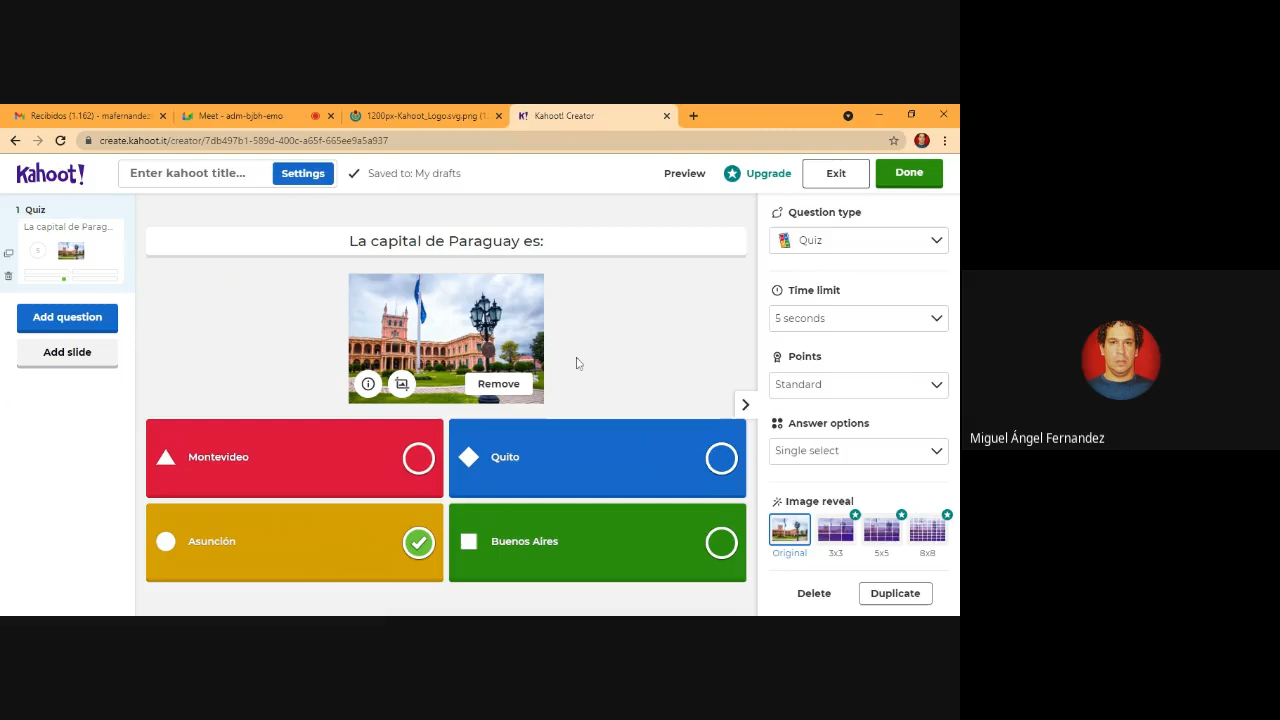 Recibidos (1.162) - mafernandez
Meet - adm-bjbh-emo
1200px-Kahoot_Logo.svg.png (1.
Kahoot! Creator
create.kahoot.it/creator/7db497b1-589d-400c-a65f-665ee9a5a937
Kahoot!
Enter kahoot title...
Settings
Saved to: My drafts
Preview
Upgrade
Exit
Done
1 Quiz
La capital de Parag...
5
Add question
Add slide
La capital de Paraguay es:
Remove
Montevideo
Quito
Asunción
Buenos Aires
Question type
Quiz
Time limit
5 seconds
Points
Standard
Answer options
Single select
Image reveal
Original 3x3 5x5 8x8
Delete
Duplicate
Miguel Ángel Fernandez